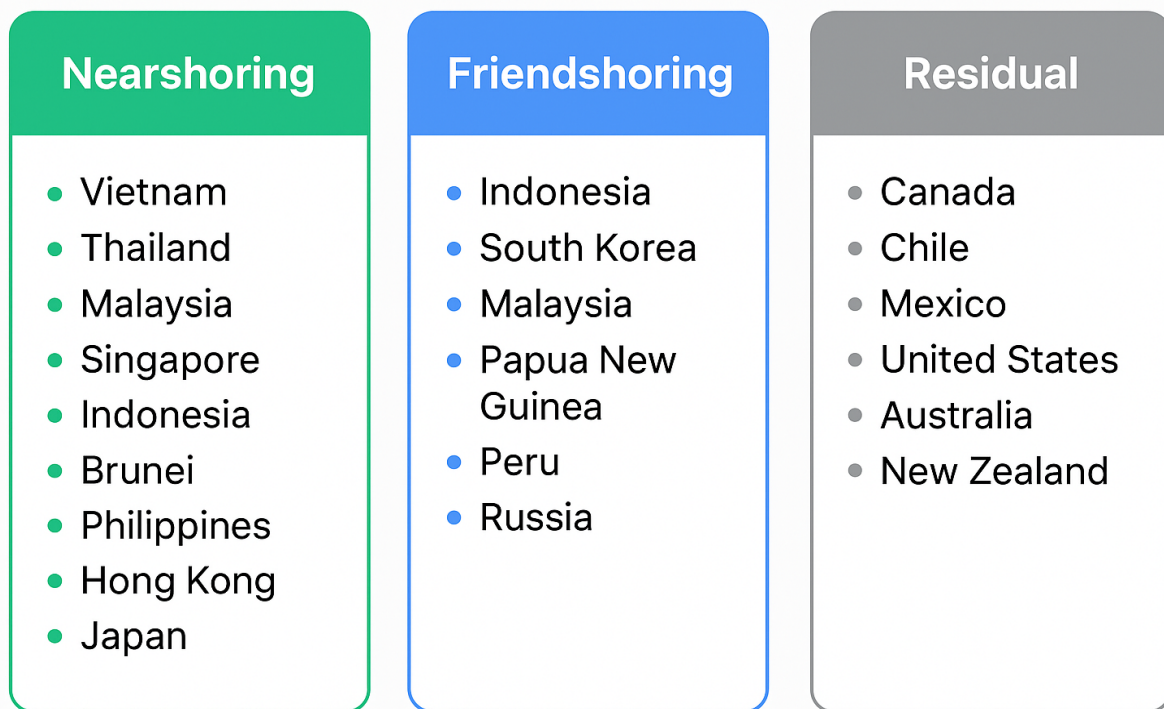 Nearshoring
Vietnam
Thailand
Malaysia
Singapore
Indonesia
Brunei
Philippines
Hong Kong
Japan
Friendshoring
Indonesia
South Korea
Malaysia
Papua New
Guinea
Peru
Russia
Residual
Canada
Chile
Mexico
United States
Australia
New Zealand